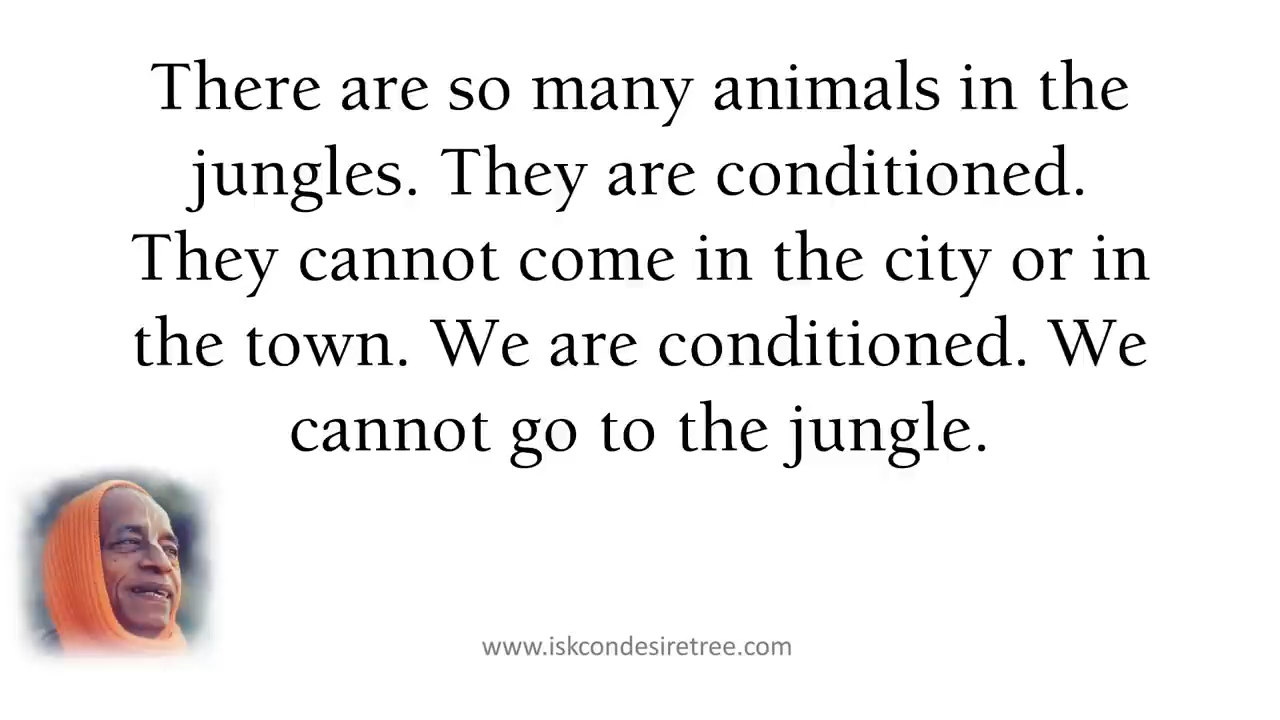 There are so many animals in the
jungles. They are conditioned.
They cannot come in the city or in
the town. We are conditioned. We
cannot go to the jungle.
www.iskcondesiretree.com